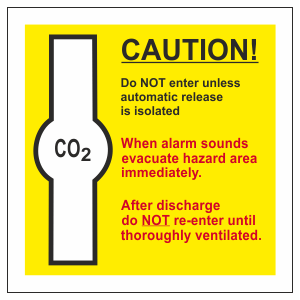 CAUTION!
Do NOT enter unless
automatic release
is isolated
CO2
When alarm sounds
evacuate hazard area
immediately.
After discharge
do NOT re-enter until
thoroughly ventilated.